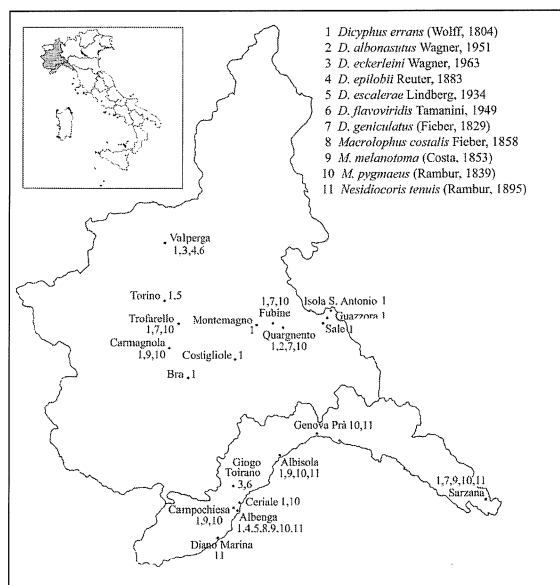 1 Dicyphus errans (Wolff, 1804)
2 D. albonasutus Wagner, 1951
3 D. eckerleini Wagner, 1963
4 D. epilobii Reuter, 1883
5 D. escalerae Lindberg, 1934
6 D. flavoviridis Tamanini, 1949
7 D. geniculatus (Fieber, 1829)
8 Macrolophus costalis Fieber, 1858
9 M. melanotoma (Costa, 1853)
10 M. pygmaeus (Rambur, 1839)
11 Nesidiocoris tenuis (Rambur, 1895)
Valperga
1,3,4,6
Torino 1,5
Trofarello
1,7,10
Carmagnola
1,9,10
Bra 1
Costigliole 1
Montemagno
1
1,7,10
Fubine
Quargnento
1,2,7,10
Isola S. Antonio 1
Guazzora 1
Sale 1
Genova Prà 10,11
Albisola
1,9,10,11
Giogo
Toirano
3,6
Ceriale 1,10
Campochiesa
1,9,10
Albenga
1,4,5,8,9,10,11
Diano Marina
11
1,7,9,10,11
Sarzana